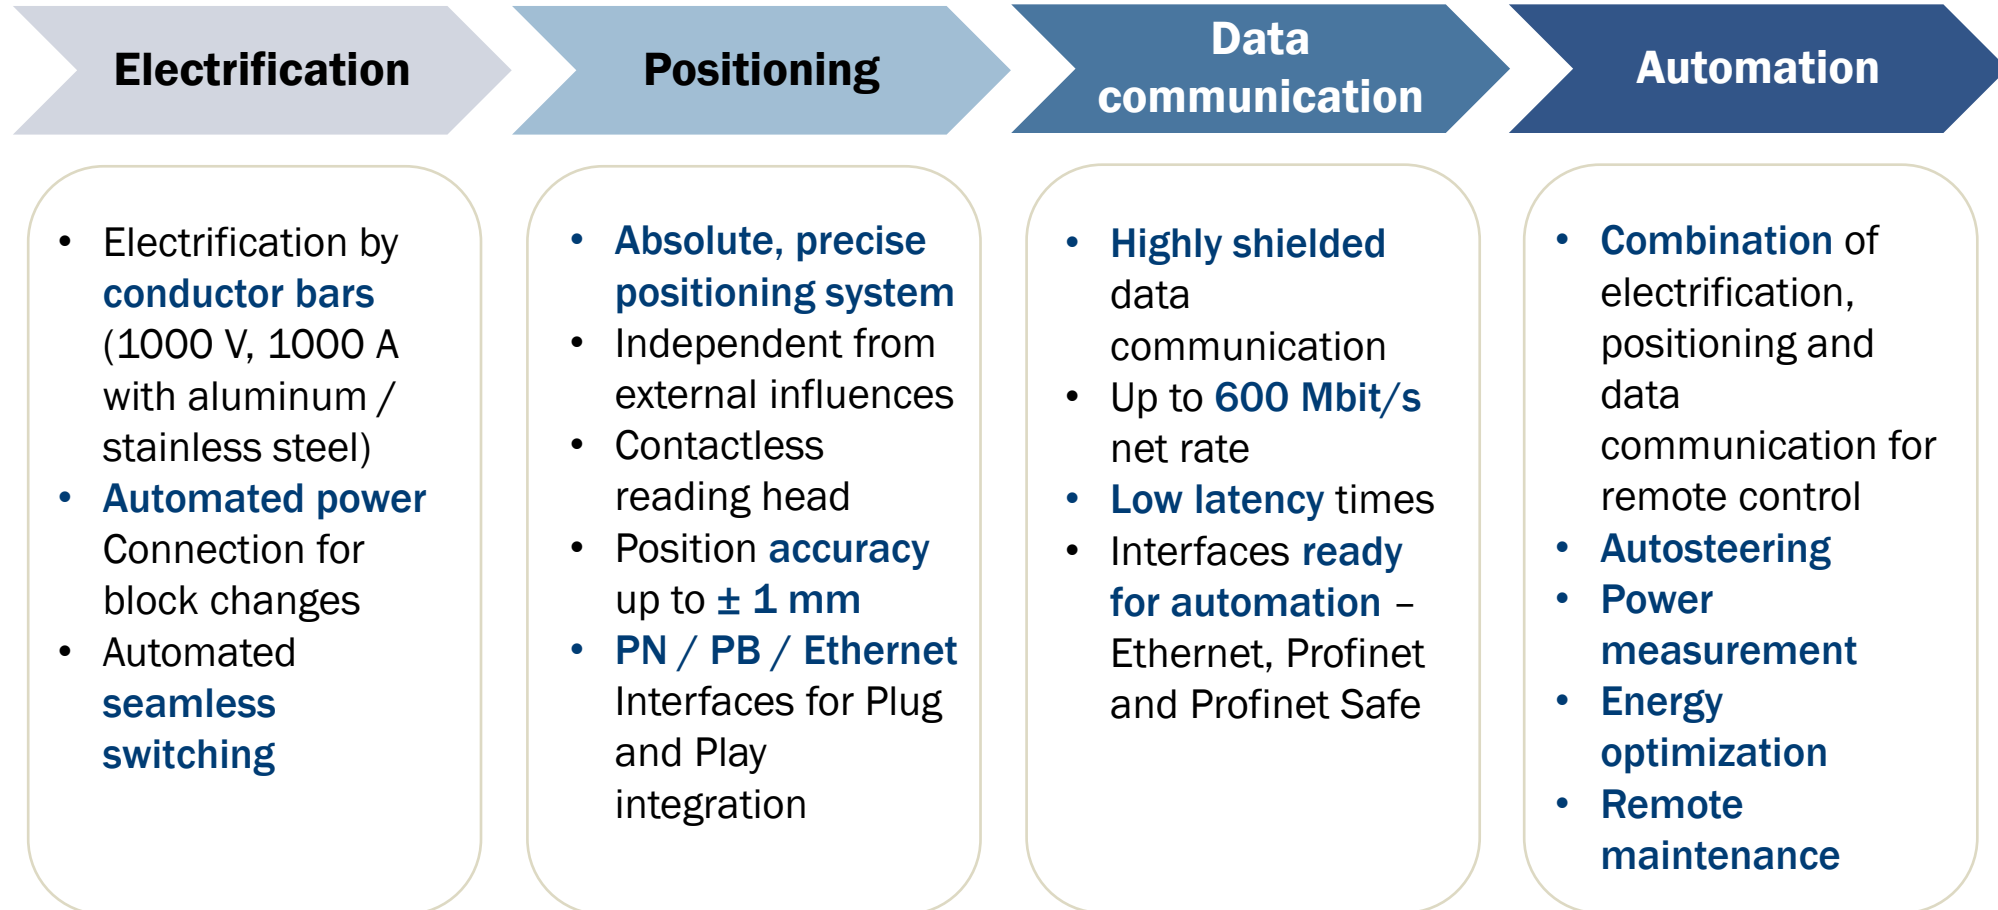 Electrification
• Electrification by
conductor bars
(1000 V, 1000 A
with aluminum /
stainless steel)
• Automated power
Connection for
block changes
• Automated
seamless
switching
Positioning
• Absolute, precise
positioning system
• Independent from
external influences
• Contactless
reading head
• Position accuracy
up to ± 1 mm
• PN / PB / Ethernet
Interfaces for Plug
and Play
integration
Data
communication
• Highly shielded
data
communication
• Up to 600 Mbit/s
net rate
• Low latency times
• Interfaces ready
for automation –
Ethernet, Profinet
and Profinet Safe
Automation
• Combination of
electrification,
positioning and
data
communication for
remote control
• Autosteering
• Power
measurement
• Energy
optimization
• Remote
maintenance